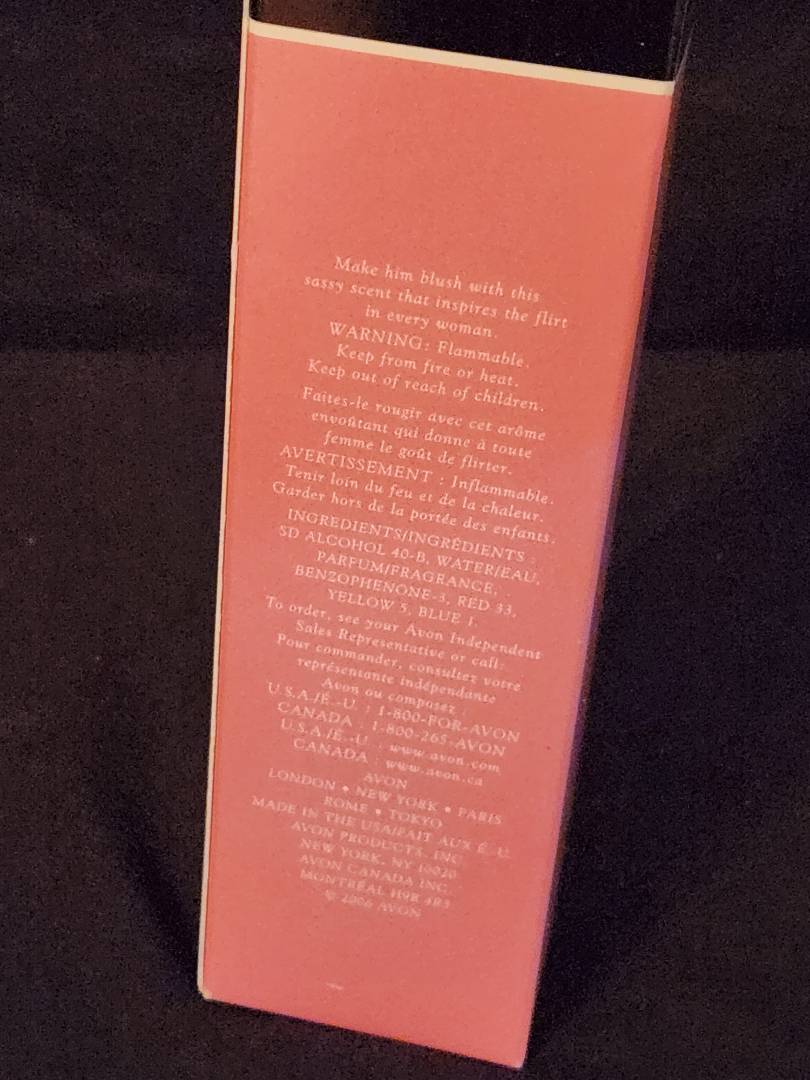 Make him blush with this
sassy scent that inspires the flirt
in every woman.
WARNING: Flammable.
Keep from fire or heat.
Keep out of reach of children.
Faites-le rougir avec cet arôme
envoûtant qui donne à toute
femme le goût de flirter.
AVERTISSEMENT : Inflammable.
Tenir loin du feu et de la chaleur.
Garder hors de la portée des enfants.
INGREDIENTS/INGRÉDIENTS :
SD ALCOHOL 40-B, WATER/EAU,
PARFUM/FRAGRANCE,
BENZOPHENONE-3, RED 33,
YELLOW 5, BLUE 1.
To order, see your Avon Independent
Sales Representative or call:
Pour commander, consultez votre
représentante indépendante
Avon ou composez :
U.S.A./É.-U. : 1-800-FOR-AVON
CANADA : 1-800-265-AVON
U.S.A./É.-U. : www.avon.com
CANADA : www.avon.ca
AVON
LONDON • NEW YORK • PARIS
ROME • TOKYO
MADE IN THE USA/FAIT AUX É.-U.
AVON PRODUCTS, INC.
NEW YORK, NY 10020
AVON CANADA INC.
MONTRÉAL H9R 4R3
© 2006 AVON